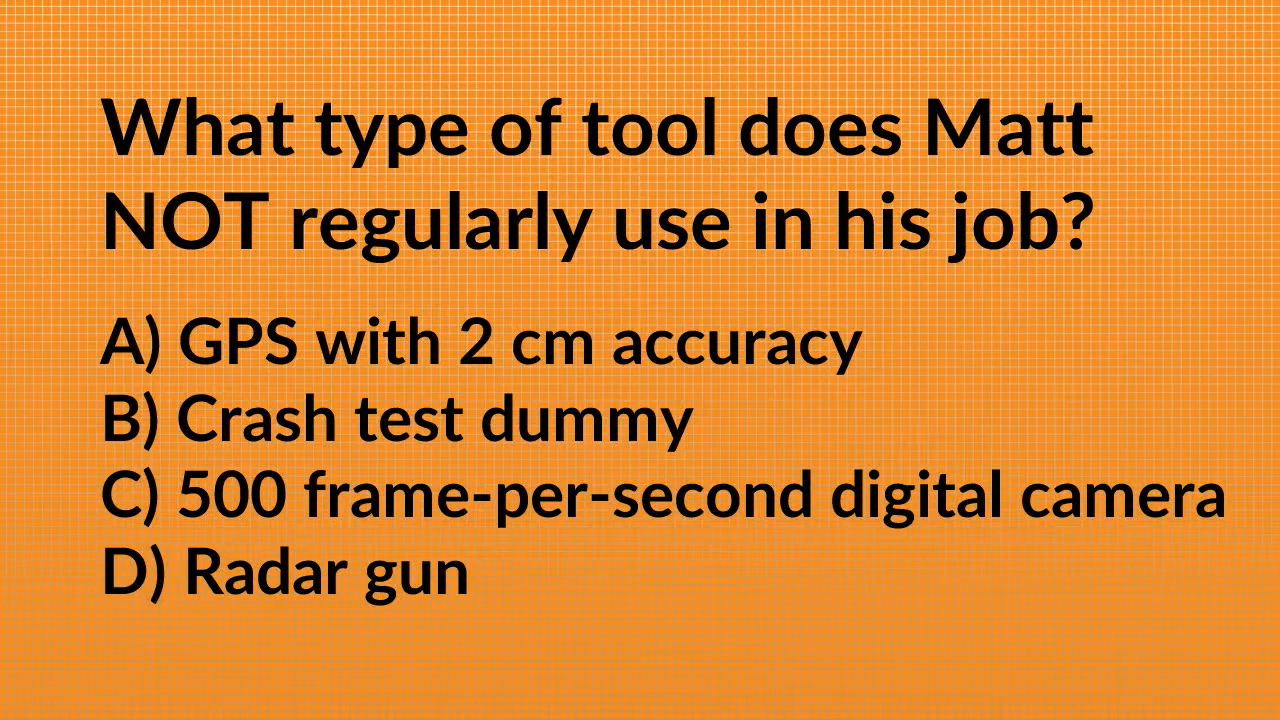 What type of tool does Matt
NOT regularly use in his job?
A) GPS with 2 cm accuracy
B) Crash test dummy
C) 500 frame-per-second digital camera
D) Radar gun